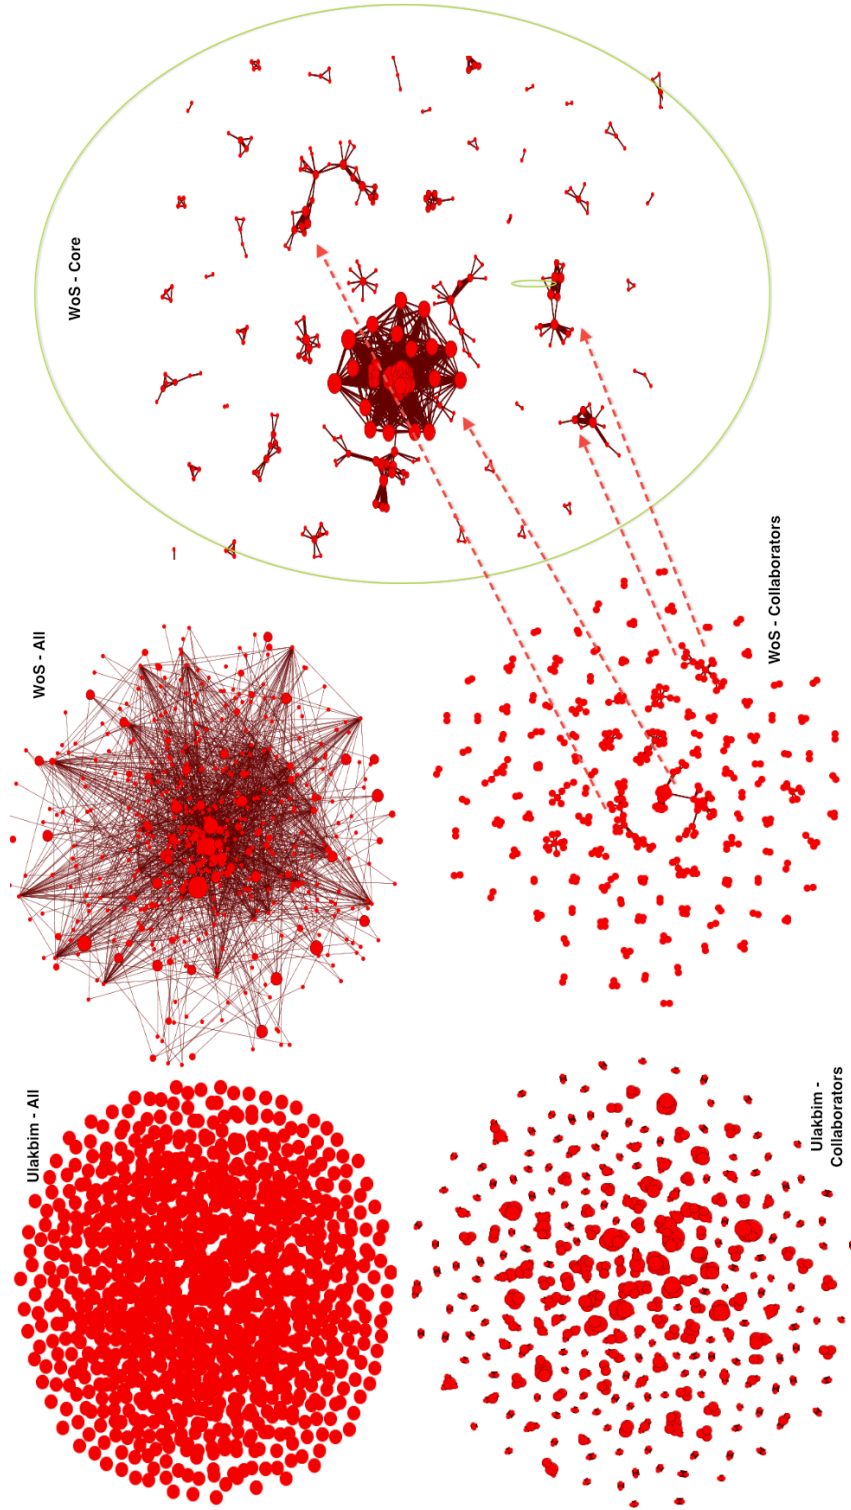 Ulakbim - All
WoS - All
WoS - Core
Ulakbim -
Collaborators
WoS - Collaborators